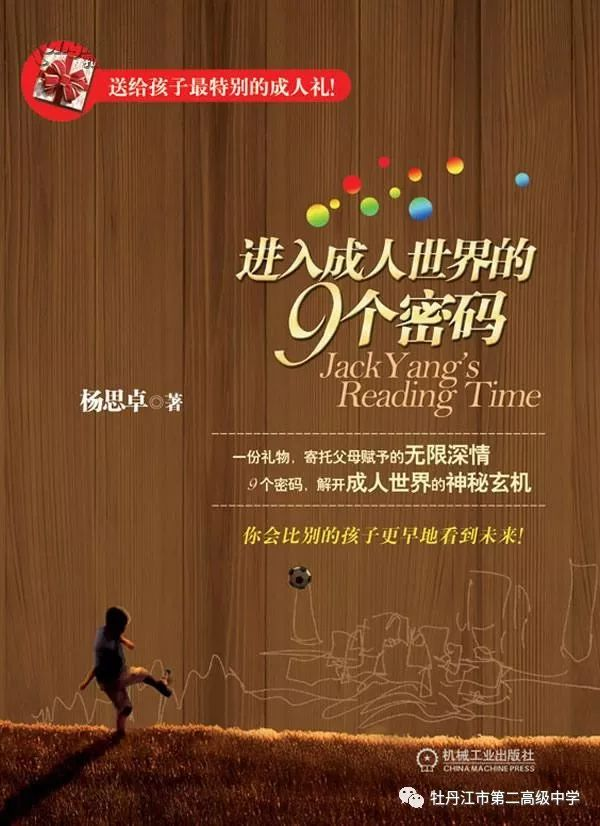 送给孩子最特别的成人礼!
进入成人世界的
9个密码
Jack Yang's
Reading Time
杨思卓◎著
一份礼物，寄托父母赋予的无限深情
9个密码，解开成人世界的神秘玄机
你会比别的孩子更早地看到未来!
机械工业出版社
CHINA MACHINE PRESS
牡丹江市第二高级中学